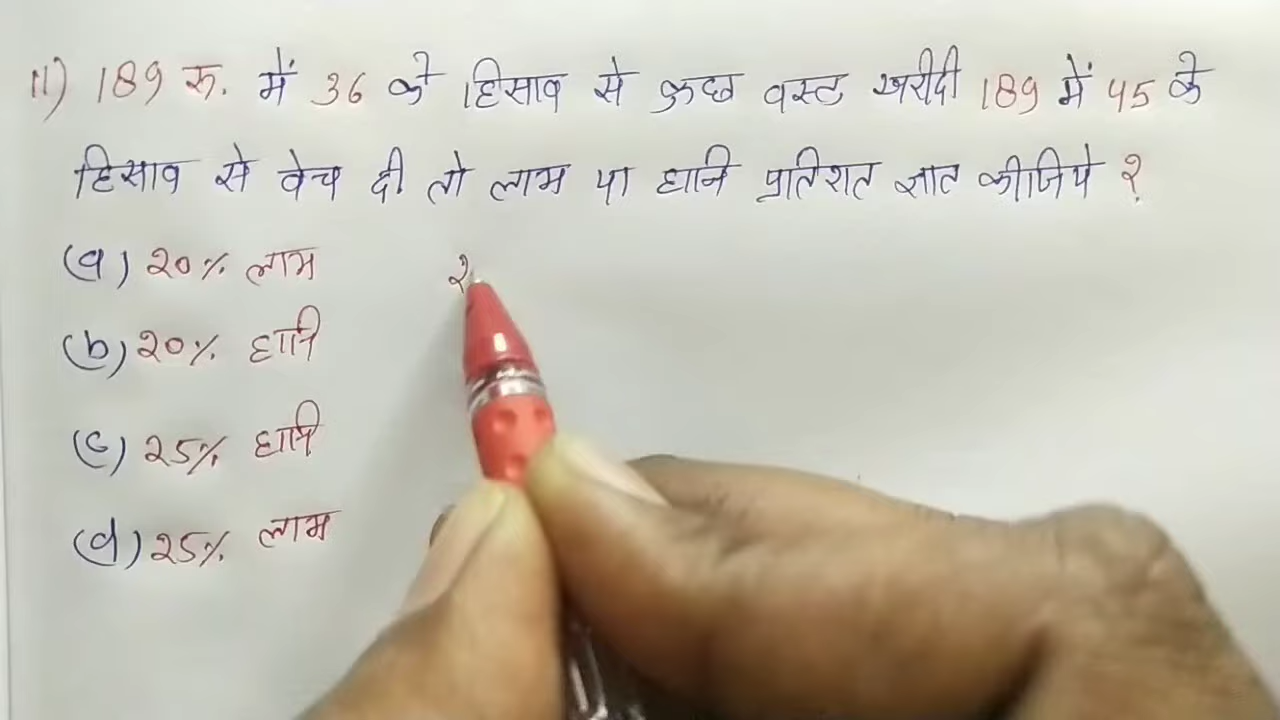 11) 189 रु. में 36 के हिसाब से कुछ वस्तु खरीदी 189 में 45 के
हिसाब से बेच दी तो लाभ या हानि प्रतिशत ज्ञात कीजिये ?
(a) 20% लाभ
(b) 20% हानि
(c) 25% हानि
(d) 25% लाभ